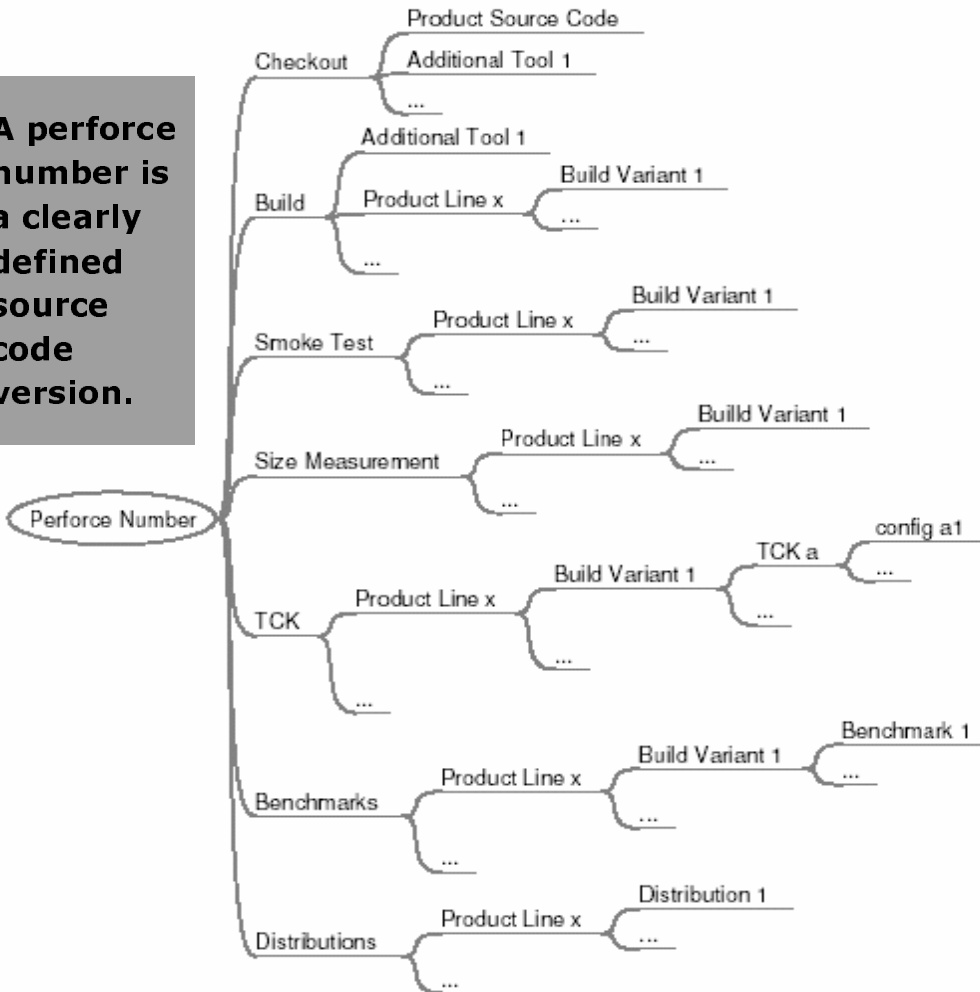 Product Source Code
Checkout
Additional Tool 1
...
A perforce
number is
a clearly
defined
source
code
version.
Additional Tool 1
Build Variant 1
Build
Product Line x
...
...
Build Variant 1
Product Line x
Smoke Test
...
...
Builld Variant 1
Product Line x
Size Measurement
...
...
Perforce Number
config a1
TCK a
...
Build Variant 1
Product Line x
...
TCK
...
...
Benchmark 1
Build Variant 1
...
Product Line x
Benchmarks
...
...
Distribution 1
Product Line x
...
Distributions
...